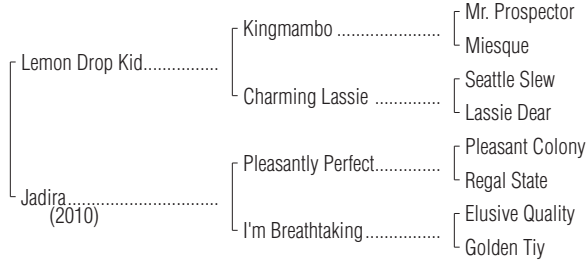 Mr. Prospector
Kingmambo ......................
Miesque
Lemon Drop Kid................
Seattle Slew
Charming Lassie ..............
Lassie Dear
Pleasant Colony
Pleasantly Perfect..............
Regal State
Jadira................................
(2010)
Elusive Quality
I'm Breathtaking................
Golden Tiy